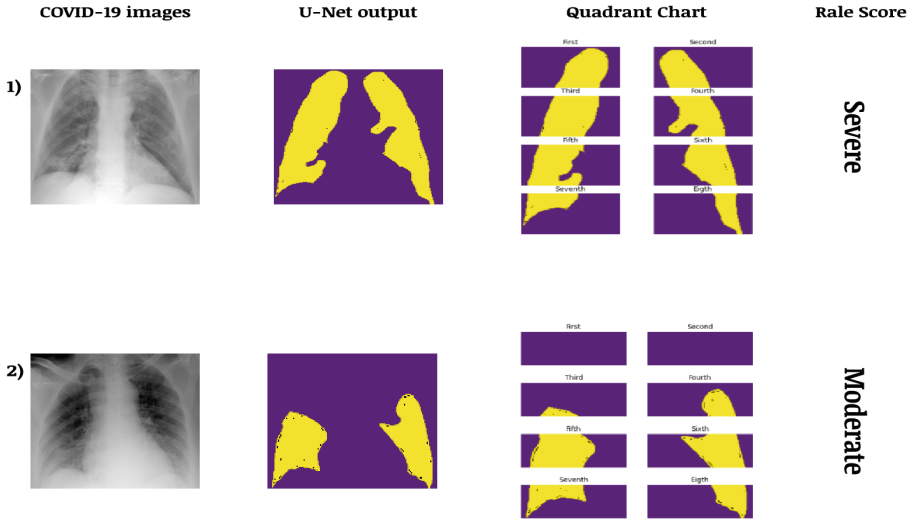 COVID-19 images U-Net output Quadrant Chart Rale Score
1)
First Second
Third Fourth
Fifth Sixth
Seventh Eigth
Severe
2)
First Second
Third Fourth
Fifth Sixth
Seventh Eigth
Moderate